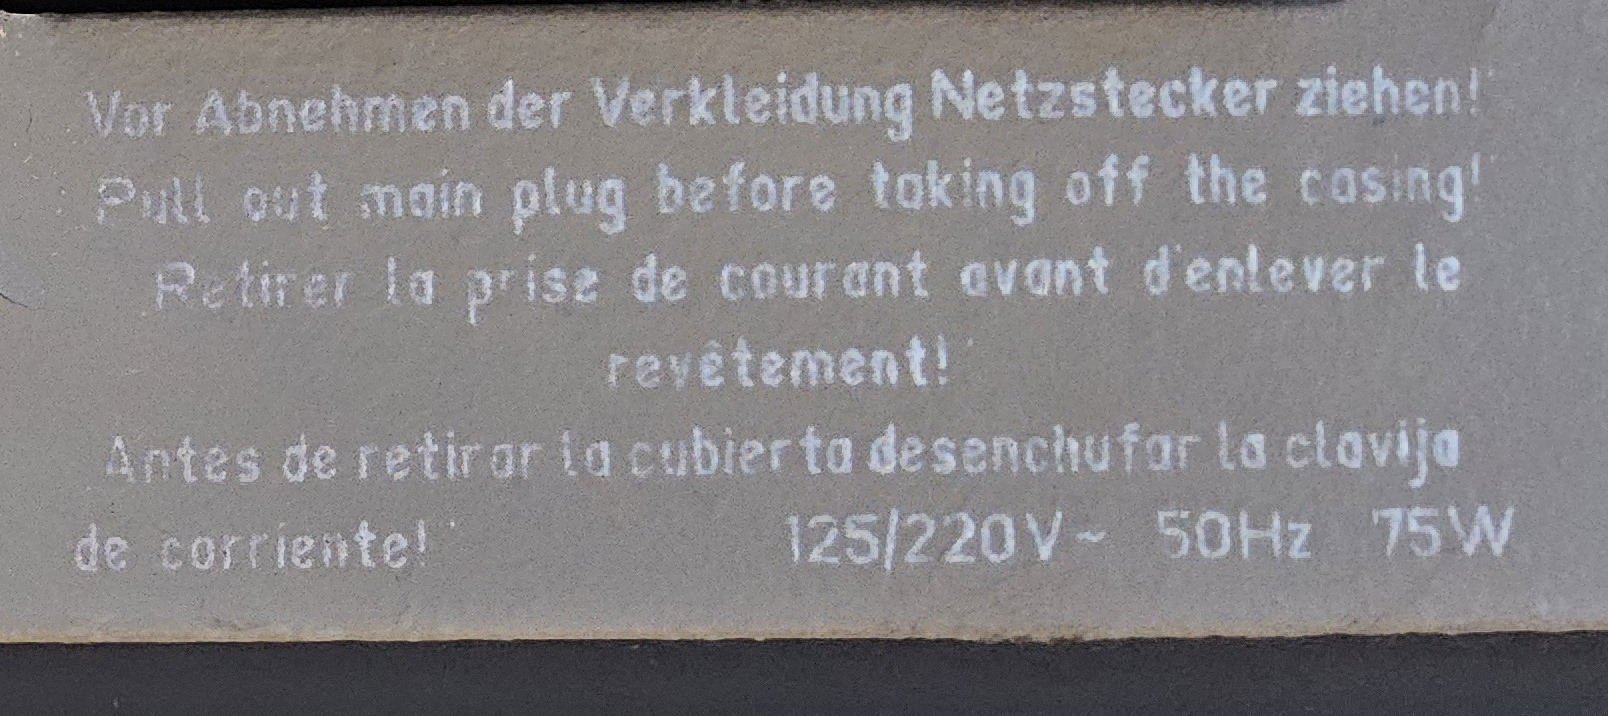 Vor Abnehmen der Verkleidung Netzstecker ziehen!
Pull out main plug before taking off the casing!
Retirer la prise de courant avant d'enlever le
revêtement!
Antes de retirar la cubierta desenchufar la clavija
de corriente! 125/220V~ 50Hz 75W